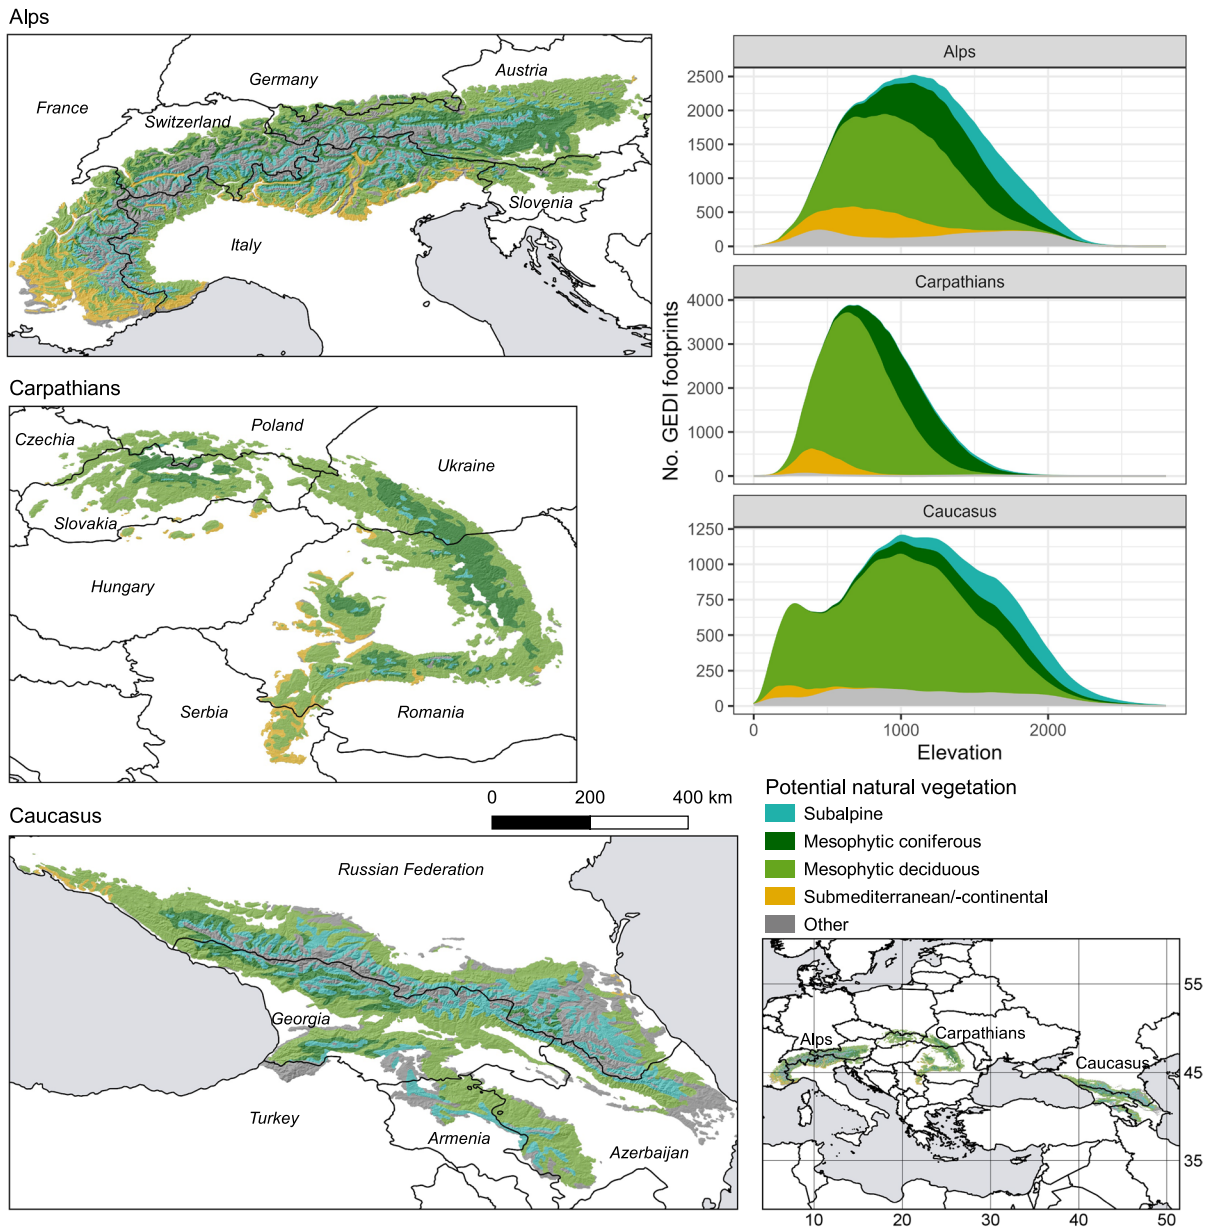 Alps
Germany
Austria
France
Switzerland
Slovenia
Italy
Carpathians
Czechia
Poland
Ukraine
Slovakia
Hungary
Serbia
Romania
0 200 400 km
Caucasus
Russian Federation
Georgia
Turkey
Armenia
Azerbaijan
No. GEDI footprints
Alps
2500
2000
1500
1000
500
0
Carpathians
4000
3000
2000
1000
0
Caucasus
1250
1000
750
500
250
0
0 1000 2000
Elevation
Potential natural vegetation
Subalpine
Mesophytic coniferous
Mesophytic deciduous
Submediterranean/-continental
Other
Alps
Carpathians
Caucasus
55
45
35
10 20 30 40 50